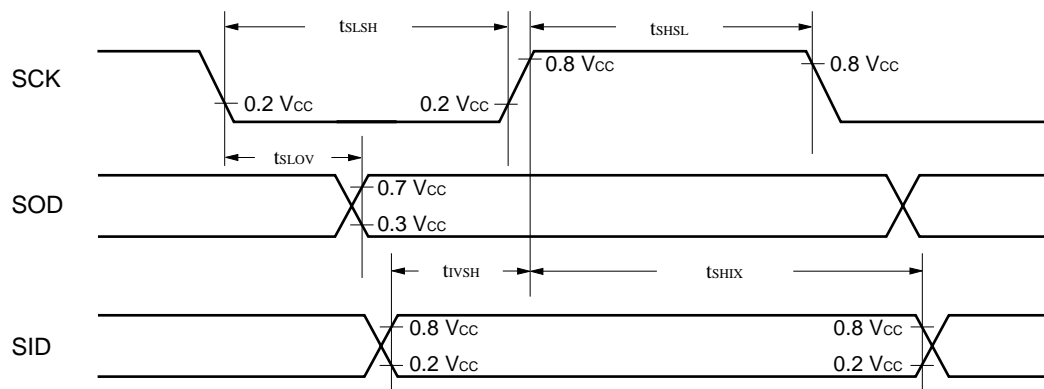 tSLSH
tSHSL
SCK
0.8 VCC
0.8 VCC
0.2 VCC
0.2 VCC
tSLOV
SOD
0.7 VCC
0.3 VCC
tIVSH
tSHIX
SID
0.8 VCC
0.8 VCC
0.2 VCC
0.2 VCC